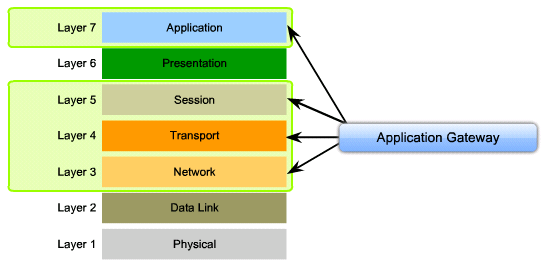 Layer 7 Application
Layer 6 Presentation
Layer 5 Session
Layer 4 Transport
Application Gateway
Layer 3 Network
Layer 2 Data Link
Layer 1 Physical